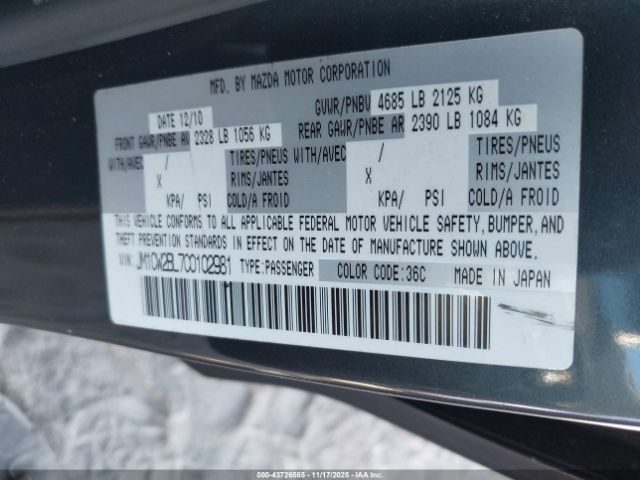 MFD. BY MAZDA MOTOR CORPORATION
DATE 12/10 GVWR/PNBV 4685 LB 2125 KG
FRONT GAWR/PNBE AV 2328 LB 1056 KG REAR GAWR/PNBE AR 2390 LB 1084 KG
WITH/AVEC / TIRES/PNEUS WITH/AVEC / TIRES/PNEUS
X RIMS/JANTES X RIMS/JANTES
KPA/ PSI COLD/A FROID KPA/ PSI COLD/A FROID
THIS VEHICLE CONFORMS TO ALL APPLICABLE FEDERAL MOTOR VEHICLE SAFETY, BUMPER, AND
THEFT PREVENTION STANDARDS IN EFFECT ON THE DATE OF MANUFACTURE SHOWN ABOVE.
VIN: JM1CW2BL7C0102981 TYPE:PASSENGER COLOR CODE:36C MADE IN JAPAN
000-43726585 - 11/17/2025 - IAA, Inc.